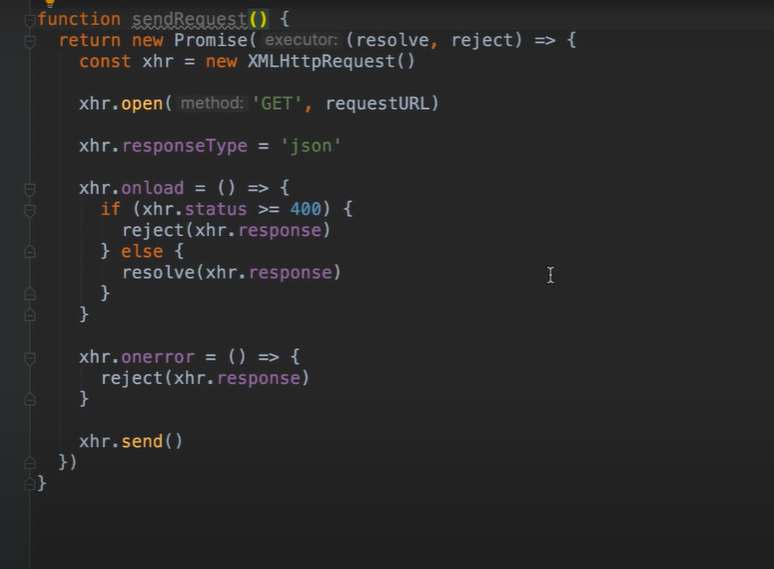 function sendRequest() {
return new Promise( executor: (resolve, reject) => {
const xhr = new XMLHttpRequest()
xhr.open( method: 'GET', requestURL)
xhr.responseType = 'json'
xhr.onload = () => {
if (xhr.status >= 400) {
reject(xhr.response)
} else {
resolve(xhr.response)
}
}
xhr.onerror = () => {
reject(xhr.response)
}
xhr.send()
})
}